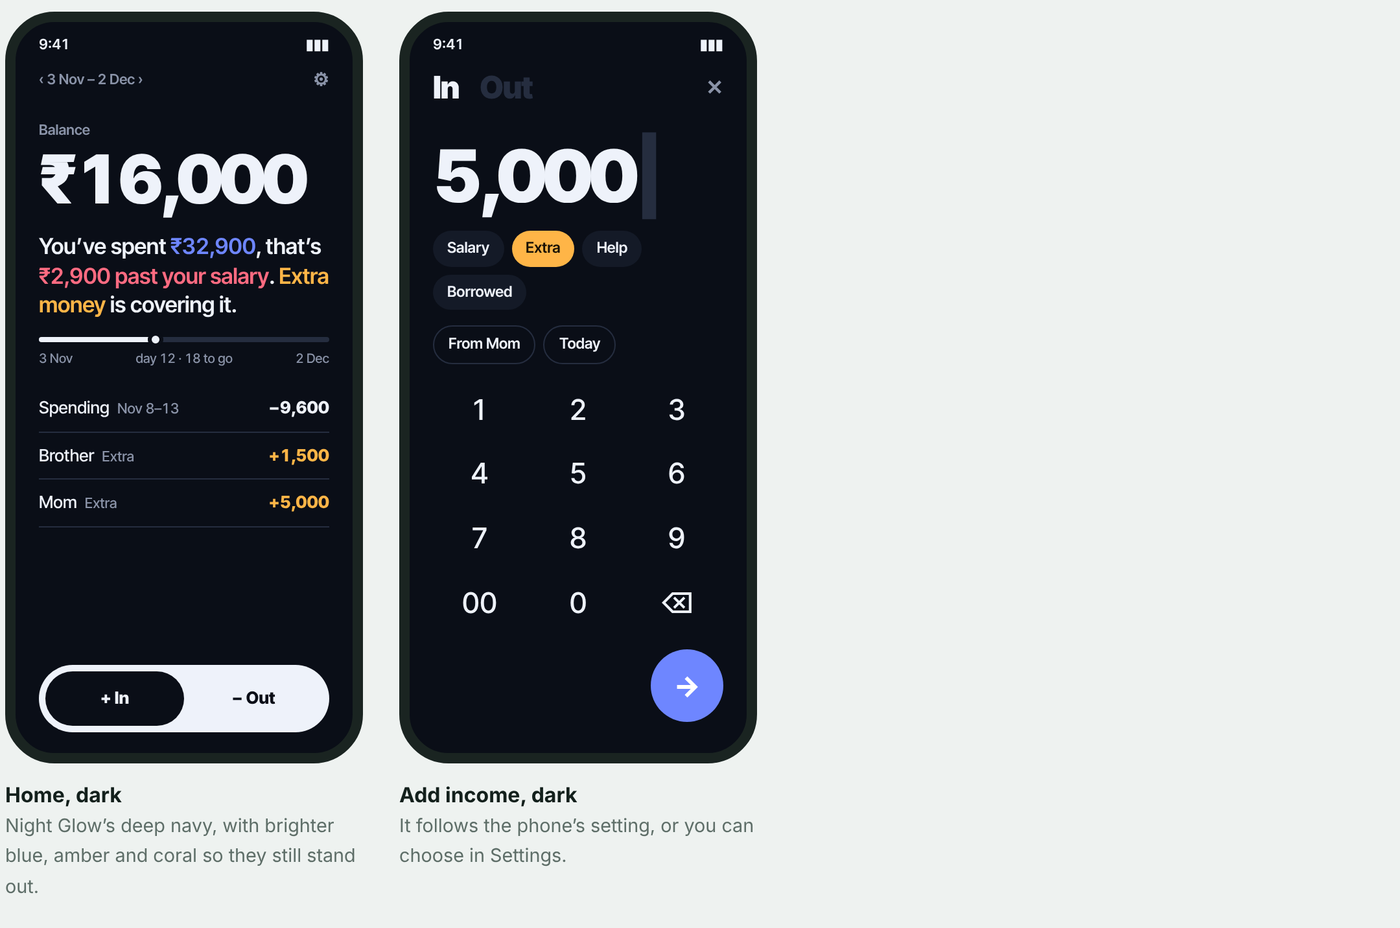 9:41
‹ 3 Nov – 2 Dec ›
Balance
₹16,000
You’ve spent ₹32,900, that’s
₹2,900 past your salary. Extra
money is covering it.
3 Nov day 12 · 18 to go 2 Dec
Spending Nov 8–13 −9,600
Brother Extra +1,500
Mom Extra +5,000
+ In – Out
Home, dark
Night Glow’s deep navy, with brighter
blue, amber and coral so they still stand
out.
9:41
In Out ✕
5,000
Salary Extra Help
Borrowed
From Mom Today
1 2 3
4 5 6
7 8 9
00 0
Add income, dark
It follows the phone’s setting, or you can
choose in Settings.